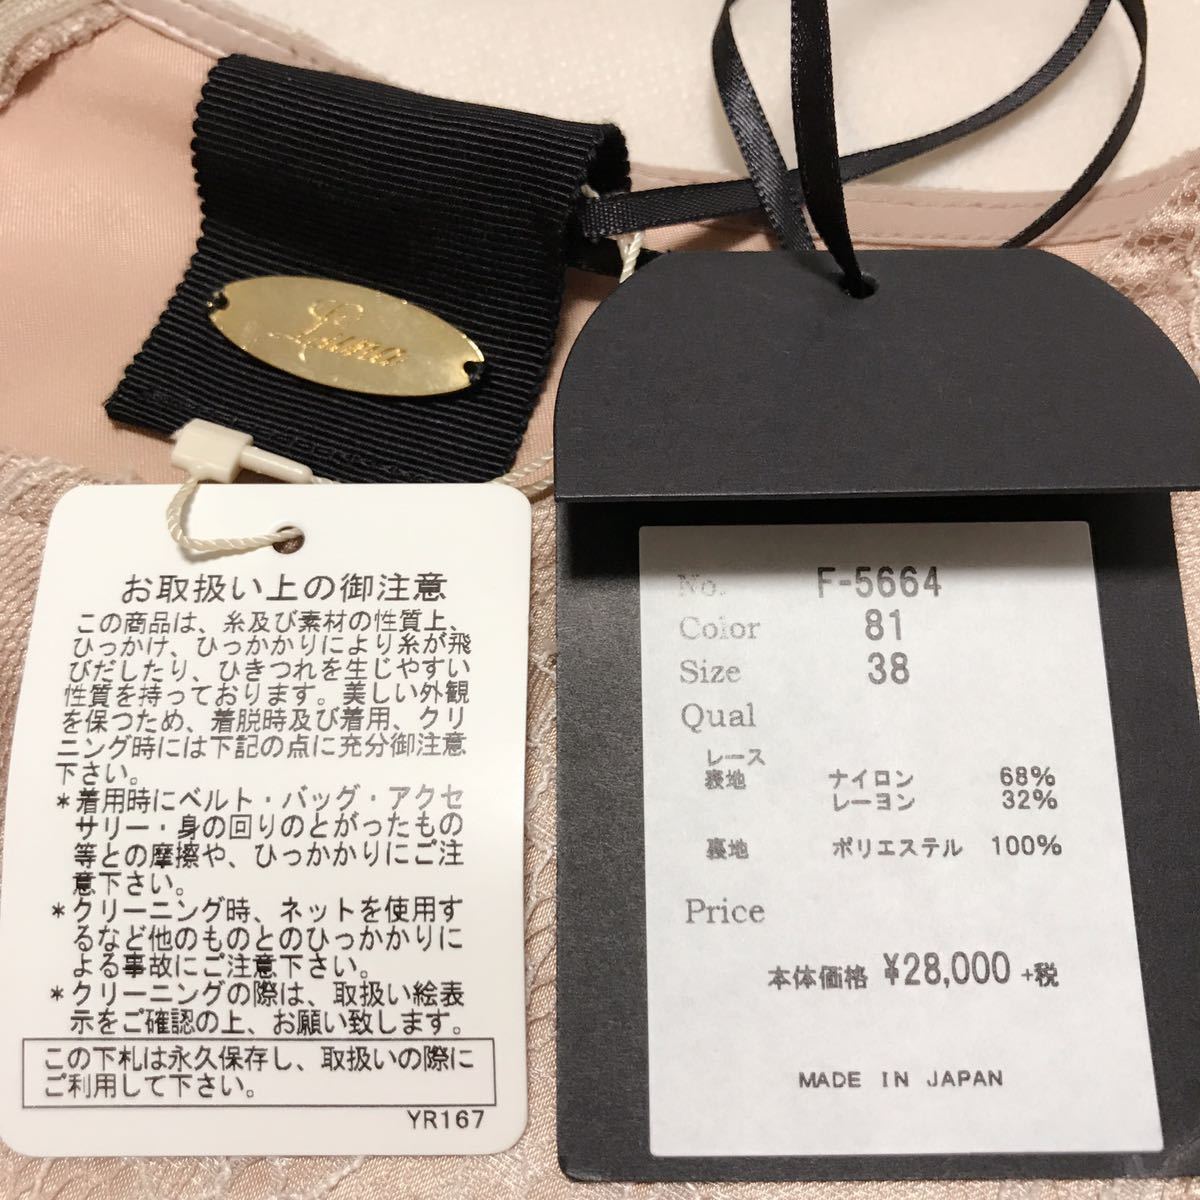 Luna
お取扱い上の御注意
この商品は、糸及び素材の性質上、
ひっかけ、ひっかかりにより糸が飛
びだしたり、ひきつれを生じやすい
性質を持っております。美しい外観
を保つため、着脱時及び着用、クリ
ニング時には下記の点に充分御注意
下さい。
*着用時にベルト・バッグ・アクセ
サリー・身の回りのとがったもの
等との摩擦や、ひっかかりにご注
意下さい。
*クリーニング時、ネットを使用す
るなど他のものとのひっかかりに
よる事故にご注意下さい。
*クリーニングの際は、取扱い絵表
示をご確認の上、お願い致します。
この下札は永久保存し、取扱いの際に
ご利用して下さい。
YR167
No. F-5664
Color 81
Size 38
Qual
レース
表地 ナイロン 68%
レーヨン 32%
裏地 ポリエステル 100%
Price
本体価格 ¥28,000 +税
MADE IN JAPAN